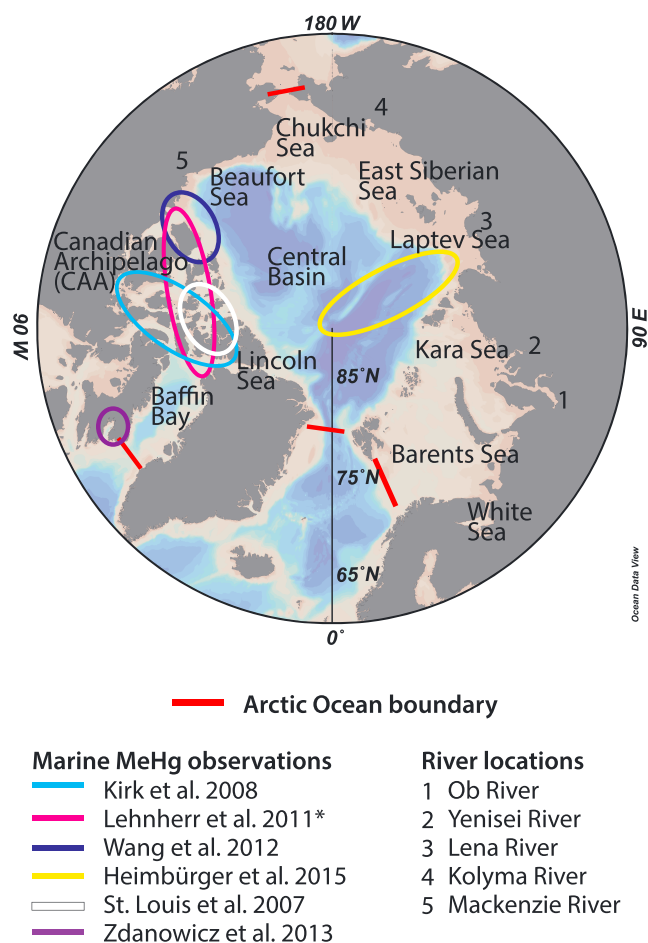 180 W
4
Chukchi
Sea
5
East Siberian
Sea
Beaufort
Sea
3
Canadian
Archipelago
(CAA)
Laptev Sea
Central
Basin
90 W
90 E
Kara Sea
2
Lincoln
Sea
85˚N
1
Baffin
Bay
Barents Sea
75˚N
White
Sea
65˚N
Ocean Data View
0˚
Arctic Ocean boundary
Marine MeHg observations
Kirk et al. 2008
Lehnherr et al. 2011*
Wang et al. 2012
Heimbürger et al. 2015
St. Louis et al. 2007
Zdanowicz et al. 2013
River locations
1 Ob River
2 Yenisei River
3 Lena River
4 Kolyma River
5 Mackenzie River